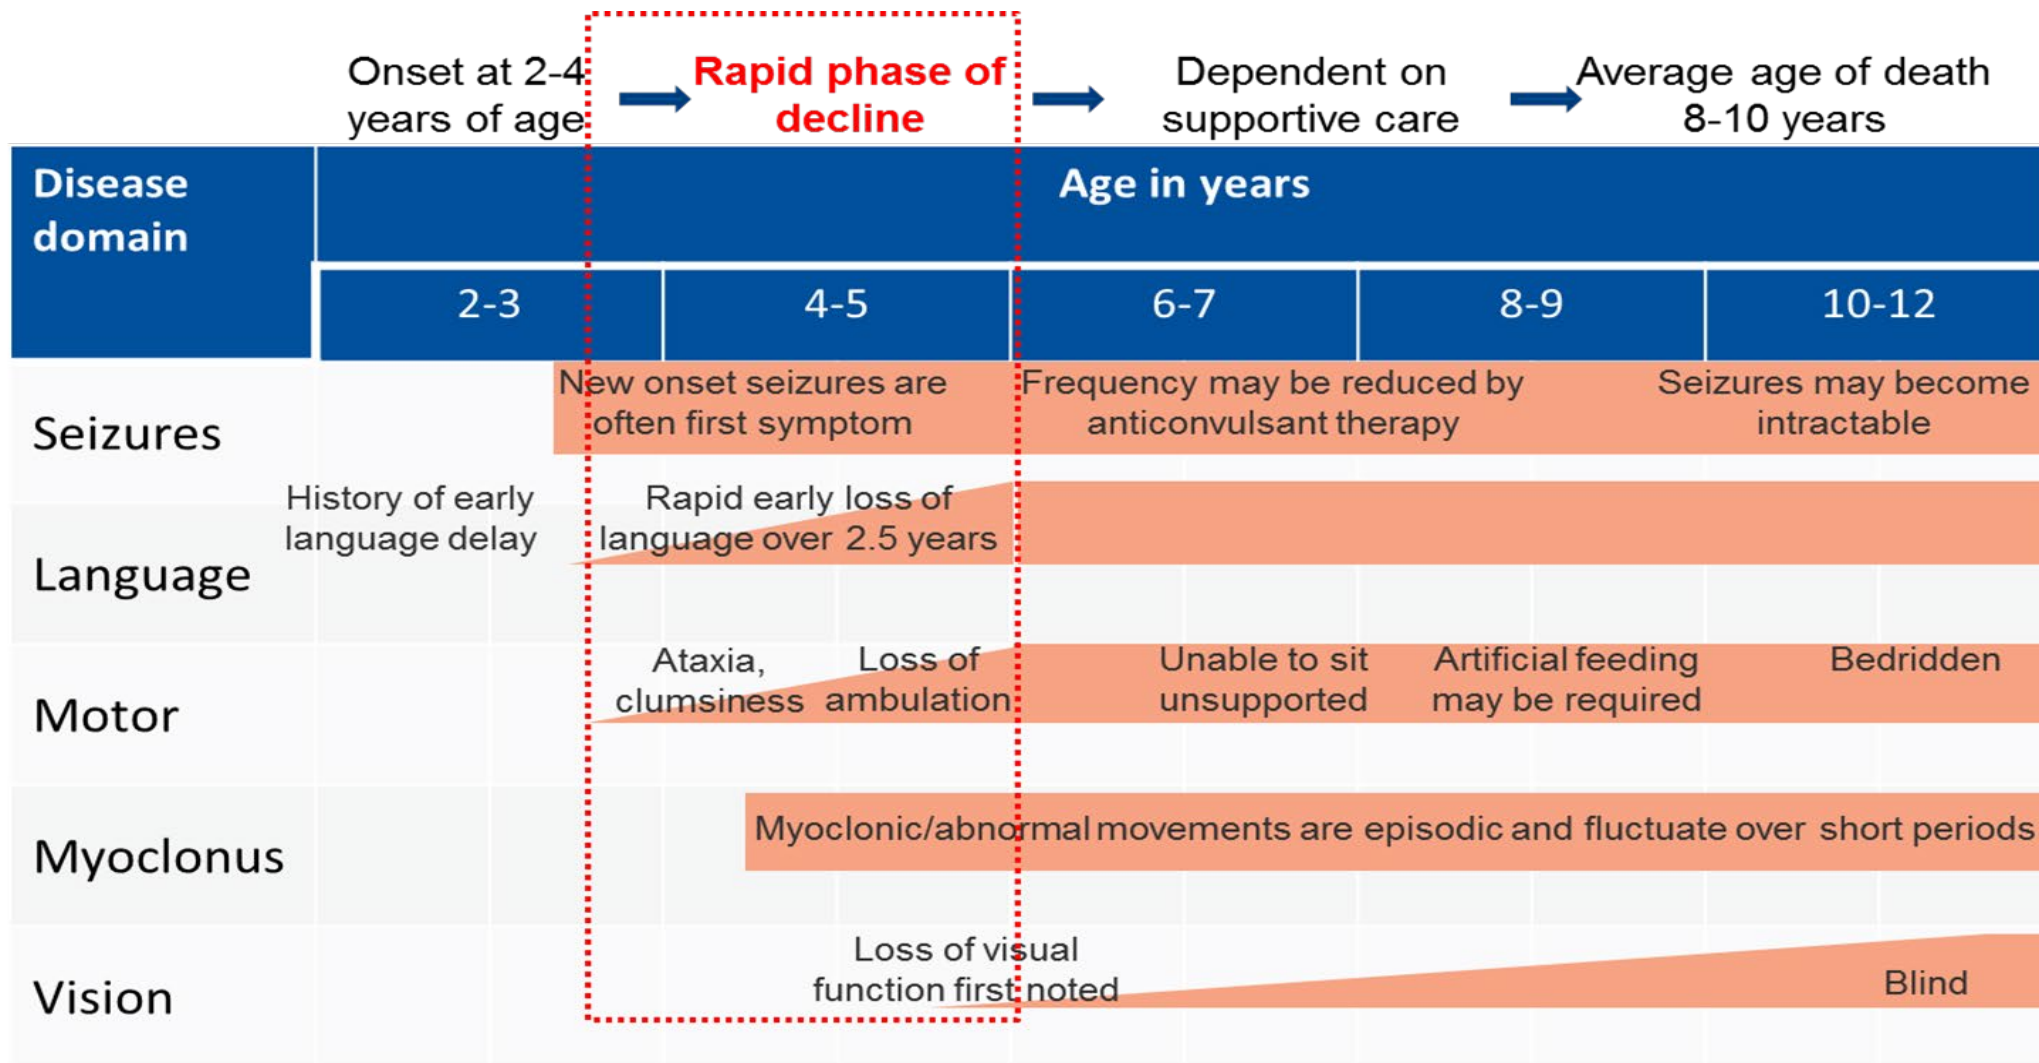 Onset at 2-4
years of age
Rapid phase of
decline
Dependent on
supportive care
Average age of death
8-10 years
Disease
domain
Age in years
2-3
4-5
6-7
8-9
10-12
Seizures
New onset seizures are
often first symptom
Frequency may be reduced by
anticonvulsant therapy
Seizures may become
intractable
Language
History of early
language delay
Rapid early loss of
language over 2.5 years
Motor
Ataxia,
clumsiness
Loss of
ambulation
Unable to sit
unsupported
Artificial feeding
may be required
Bedridden
Myoclonus
Myoclonic/abnormal movements are episodic and fluctuate over short periods
Vision
Loss of visual
function first noted
Blind